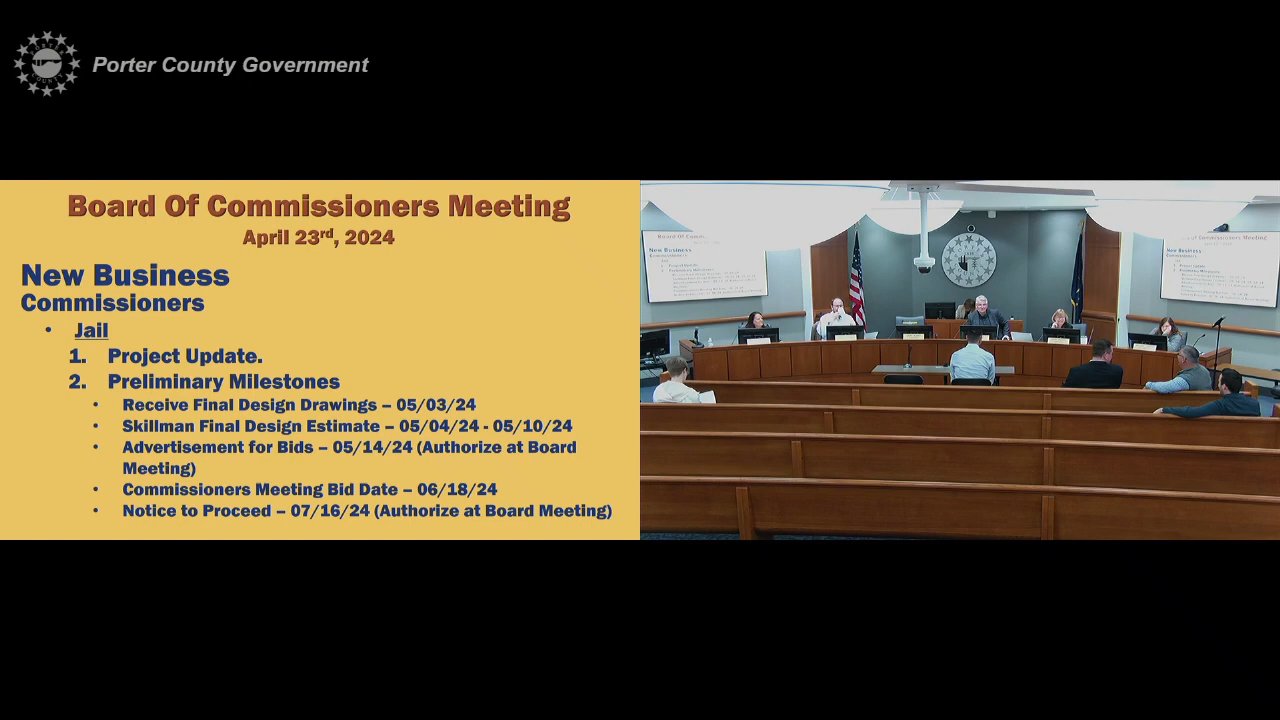 Porter County Government
Board Of Commissioners Meeting
April 23rd, 2024
New Business
Commissioners
• Jail
1. Project Update.
2. Preliminary Milestones
• Receive Final Design Drawings – 05/03/24
• Skillman Final Design Estimate – 05/04/24 - 05/10/24
• Advertisement for Bids – 05/14/24 (Authorize at Board
Meeting)
• Commissioners Meeting Bid Date – 06/18/24
• Notice to Proceed – 07/16/24 (Authorize at Board Meeting)